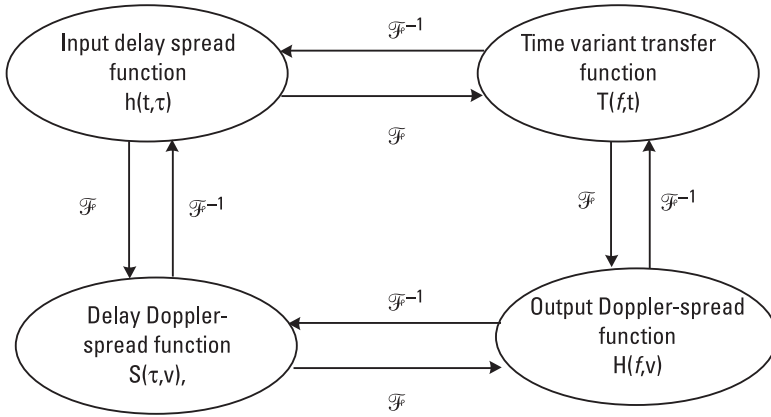 Input delay spread
function
h(t,τ)
ℱ⁻¹
ℱ
Time variant transfer
function
T(f,t)
ℱ
ℱ⁻¹
ℱ
ℱ⁻¹
Delay Doppler-
spread function
S(τ,v),
ℱ⁻¹
ℱ
Output Doppler-spread
function
H(f,v)